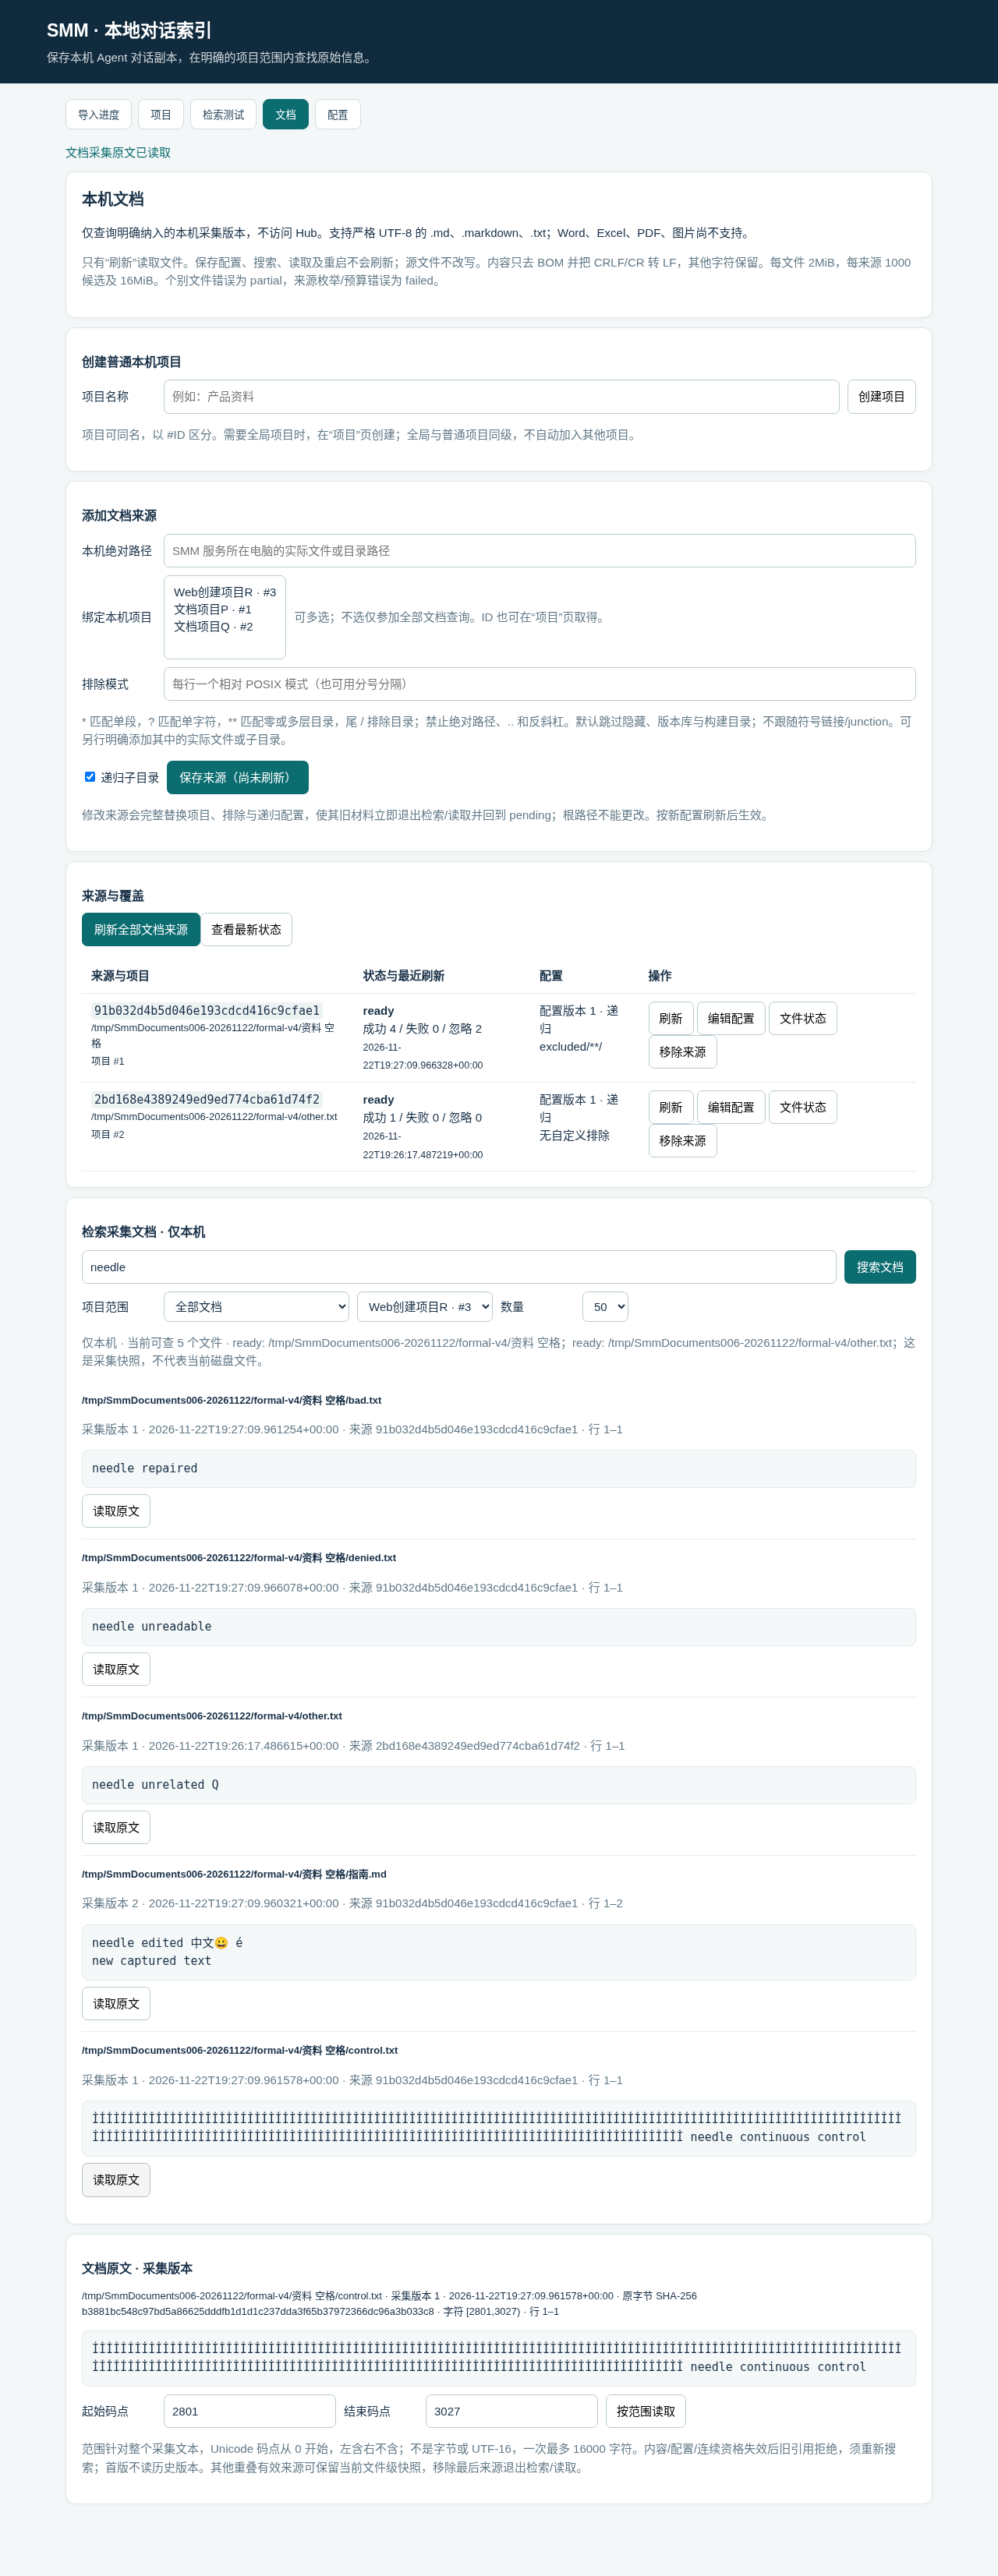 SMM · 本地对话索引
保存本机 Agent 对话副本，在明确的项目范围内查找原始信息。
导入进度 项目 检索测试 文档 配置
文档采集原文已读取
本机文档
仅查询明确纳入的本机采集版本，不访问 Hub。支持严格 UTF-8 的 .md、.markdown、.txt；Word、Excel、PDF、图片尚不支持。
只有“刷新”读取文件。保存配置、搜索、读取及重启不会刷新；源文件不改写。内容只去 BOM 并把 CRLF/CR 转 LF，其他字符保留。每文件 2MiB，每来源 1000
候选及 16MiB。个别文件错误为 partial，来源枚举/预算错误为 failed。
创建普通本机项目
项目名称 例如：产品资料 创建项目
项目可同名，以 #ID 区分。需要全局项目时，在“项目”页创建；全局与普通项目同级，不自动加入其他项目。
添加文档来源
本机绝对路径 SMM 服务所在电脑的实际文件或目录路径
Web创建项目R · #3
文档项目P · #1
文档项目Q · #2
绑定本机项目 可多选；不选仅参加全部文档查询。ID 也可在“项目”页取得。
排除模式 每行一个相对 POSIX 模式（也可用分号分隔）
* 匹配单段，? 匹配单字符，** 匹配零或多层目录，尾 / 排除目录；禁止绝对路径、.. 和反斜杠。默认跳过隐藏、版本库与构建目录；不跟随符号链接/junction。可
另行明确添加其中的实际文件或子目录。
递归子目录 保存来源（尚未刷新）
修改来源会完整替换项目、排除与递归配置，使其旧材料立即退出检索/读取并回到 pending；根路径不能更改。按新配置刷新后生效。
来源与覆盖
刷新全部文档来源 查看最新状态
来源与项目 状态与最近刷新 配置 操作
91b032d4b5d046e193cdcd416c9cfae1
/tmp/SmmDocuments006-20261122/formal-v4/资料 空
格
项目 #1
ready
成功 4 / 失败 0 / 忽略 2
2026-11-
22T19:27:09.966328+00:00
配置版本 1 · 递
归
excluded/**/
刷新 编辑配置 文件状态
移除来源
2bd168e4389249ed9ed774cba61d74f2
/tmp/SmmDocuments006-20261122/formal-v4/other.txt
项目 #2
ready
成功 1 / 失败 0 / 忽略 0
2026-11-
22T19:26:17.487219+00:00
配置版本 1 · 递
归
无自定义排除
刷新 编辑配置 文件状态
移除来源
检索采集文档 · 仅本机
needle 搜索文档
项目范围 全部文档 Web创建项目R · #3 数量 50
仅本机 · 当前可查 5 个文件 · ready: /tmp/SmmDocuments006-20261122/formal-v4/资料 空格；ready: /tmp/SmmDocuments006-20261122/formal-v4/other.txt；这
是采集快照，不代表当前磁盘文件。
/tmp/SmmDocuments006-20261122/formal-v4/资料 空格/bad.txt
采集版本 1 · 2026-11-22T19:27:09.961254+00:00 · 来源 91b032d4b5d046e193cdcd416c9cfae1 · 行 1–1
needle repaired
读取原文
/tmp/SmmDocuments006-20261122/formal-v4/资料 空格/denied.txt
采集版本 1 · 2026-11-22T19:27:09.966078+00:00 · 来源 91b032d4b5d046e193cdcd416c9cfae1 · 行 1–1
needle unreadable
读取原文
/tmp/SmmDocuments006-20261122/formal-v4/other.txt
采集版本 1 · 2026-11-22T19:26:17.486615+00:00 · 来源 2bd168e4389249ed9ed774cba61d74f2 · 行 1–1
needle unrelated Q
读取原文
/tmp/SmmDocuments006-20261122/formal-v4/资料 空格/指南.md
采集版本 2 · 2026-11-22T19:27:09.960321+00:00 · 来源 91b032d4b5d046e193cdcd416c9cfae1 · 行 1–2
needle edited 中文😀 é
new captured text
读取原文
/tmp/SmmDocuments006-20261122/formal-v4/资料 空格/control.txt
采集版本 1 · 2026-11-22T19:27:09.961578+00:00 · 来源 91b032d4b5d046e193cdcd416c9cfae1 · 行 1–1
needle continuous control
读取原文
文档原文 · 采集版本
/tmp/SmmDocuments006-20261122/formal-v4/资料 空格/control.txt · 采集版本 1 · 2026-11-22T19:27:09.961578+00:00 · 原字节 SHA-256
b3881bc548c97bd5a86625dddfb1d1d1c237dda3f65b37972366dc96a3b033c8 · 字符 [2801,3027) · 行 1–1
needle continuous control
起始码点 2801 结束码点 3027 按范围读取
范围针对整个采集文本，Unicode 码点从 0 开始，左含右不含；不是字节或 UTF-16，一次最多 16000 字符。内容/配置/连续资格失效后旧引用拒绝，须重新搜
索；首版不读历史版本。其他重叠有效来源可保留当前文件级快照，移除最后来源退出检索/读取。